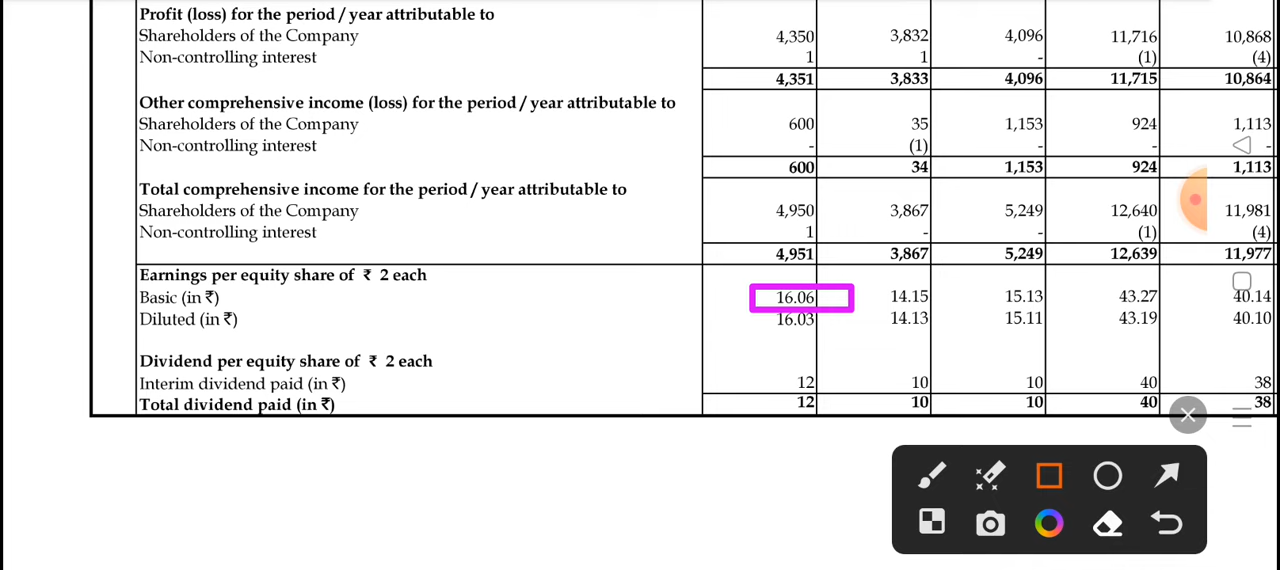 Profit (loss) for the period / year attributable to
Shareholders of the Company 4,350 3,832 4,096 11,716 10,868
Non-controlling interest 1 1 - (1) (4)
4,351 3,833 4,096 11,715 10,864
Other comprehensive income (loss) for the period / year attributable to
Shareholders of the Company 600 35 1,153 924 1,113
Non-controlling interest - (1) - - -
600 34 1,153 924 1,113
Total comprehensive income for the period / year attributable to
Shareholders of the Company 4,950 3,867 5,249 12,640 11,981
Non-controlling interest 1 - - (1) (4)
4,951 3,867 5,249 12,639 11,977
Earnings per equity share of ₹ 2 each
Basic (in ₹) 16.06 14.15 15.13 43.27 40.14
Diluted (in ₹) 16.03 14.13 15.11 43.19 40.10
Dividend per equity share of ₹ 2 each
Interim dividend paid (in ₹) 12 10 10 40 38
Total dividend paid (in ₹) 12 10 10 40 38